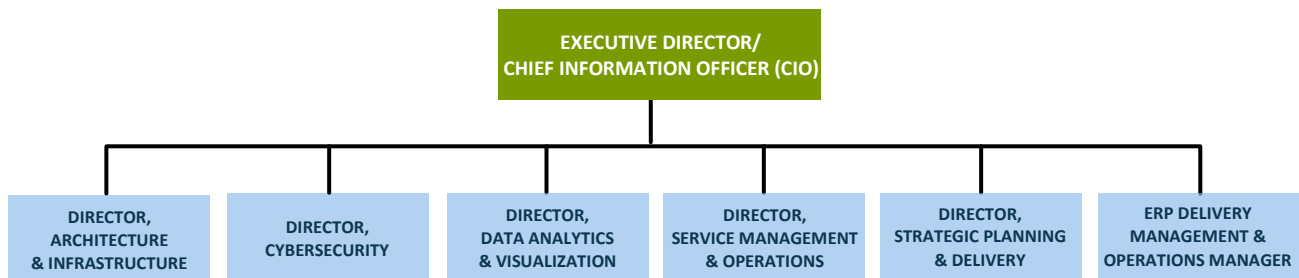 EXECUTIVE DIRECTOR/
CHIEF INFORMATION OFFICER (CIO)
DIRECTOR,
ARCHITECTURE
& INFRASTRUCTURE
DIRECTOR,
CYBERSECURITY
DIRECTOR,
DATA ANALYTICS
& VISUALIZATION
DIRECTOR,
SERVICE MANAGEMENT
& OPERATIONS
DIRECTOR,
STRATEGIC PLANNING
& DELIVERY
ERP DELIVERY
MANAGEMENT &
OPERATIONS MANAGER